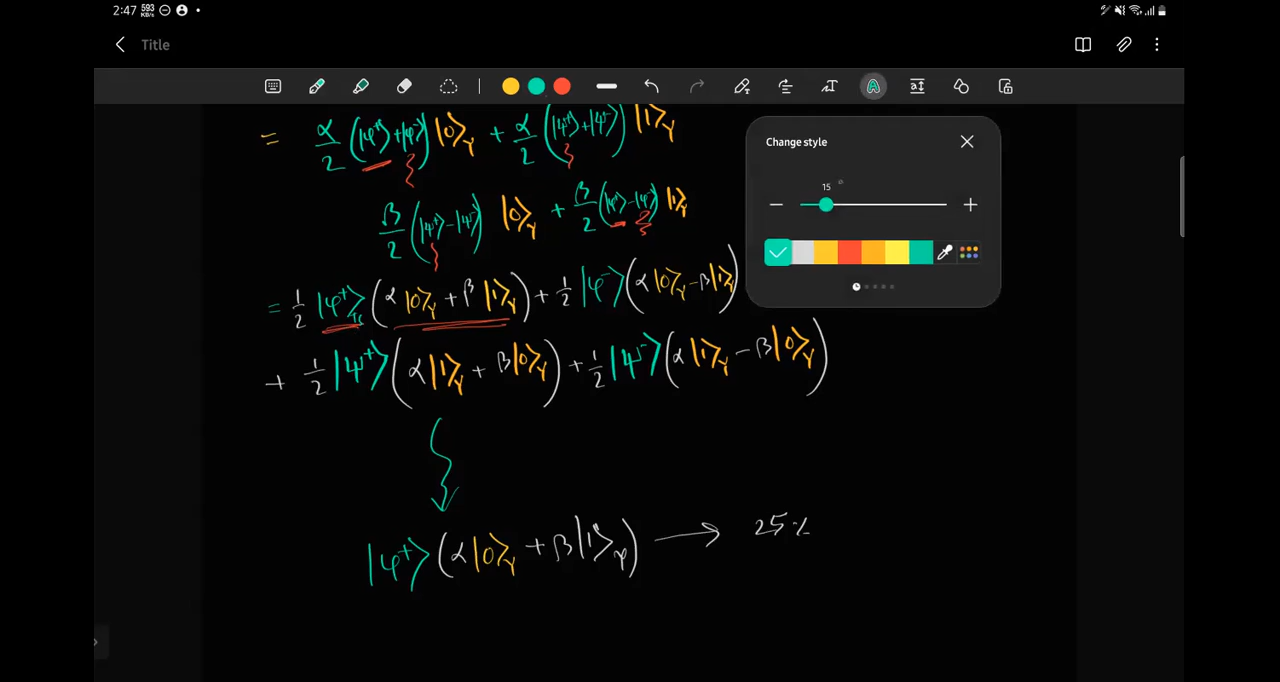 2:47 593 KB/s
Title
= α/2 (|φ⁺⟩+|φ⁻⟩)|0⟩_Y + α/2 (|ψ⁺⟩+|ψ⁻⟩)|1⟩_Y
Change style
15
β/2 (|ψ⁺⟩-|ψ⁻⟩)|0⟩_Y + β/2 (|φ⁺⟩-|φ⁻⟩)|1⟩_Y
= 1/2 |φ⁺⟩ (α|0⟩_Y + β|1⟩_Y) + 1/2 |φ⁻⟩ (α|0⟩_Y - β|1⟩_Y)
+ 1/2 |ψ⁺⟩ (α|1⟩_Y + β|0⟩_Y) + 1/2 |ψ⁻⟩ (α|1⟩_Y - β|0⟩_Y)
|φ⁺⟩ (α|0⟩_Y + β|1⟩_Y) → 25%